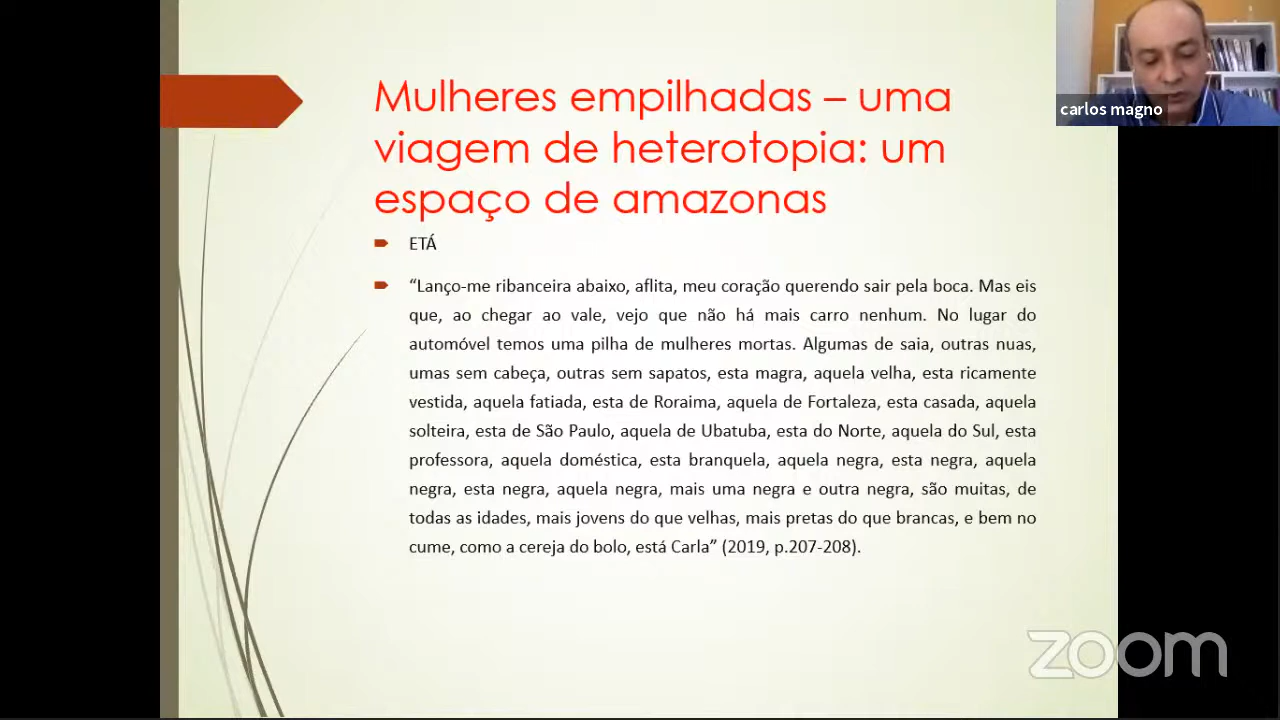 Mulheres empilhadas – uma
viagem de heterotopia: um
espaço de amazonas
ETÁ
“Lanço-me ribanceira abaixo, aflita, meu coração querendo sair pela boca. Mas eis
que, ao chegar ao vale, vejo que não há mais carro nenhum. No lugar do
automóvel temos uma pilha de mulheres mortas. Algumas de saia, outras nuas,
umas sem cabeça, outras sem sapatos, esta magra, aquela velha, esta ricamente
vestida, aquela fatiada, esta de Roraima, aquela de Fortaleza, esta casada, aquela
solteira, esta de São Paulo, aquela de Ubatuba, esta do Norte, aquela do Sul, esta
professora, aquela doméstica, esta branquela, aquela negra, esta negra, aquela
negra, esta negra, aquela negra, mais uma negra e outra negra, são muitas, de
todas as idades, mais jovens do que velhas, mais pretas do que brancas, e bem no
cume, como a cereja do bolo, está Carla” (2019, p.207-208).
carlos magno
zoom